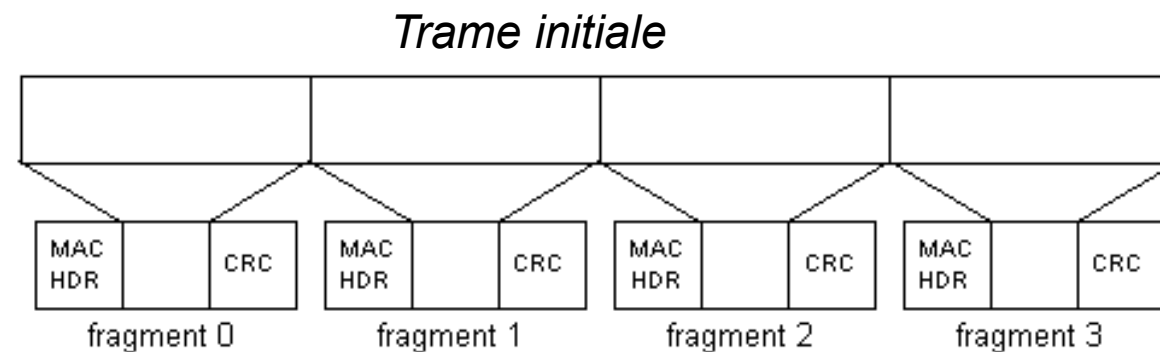 Trame initiale
MAC HDR CRC
MAC HDR CRC
MAC HDR CRC
MAC HDR CRC
fragment 0
fragment 1
fragment 2
fragment 3